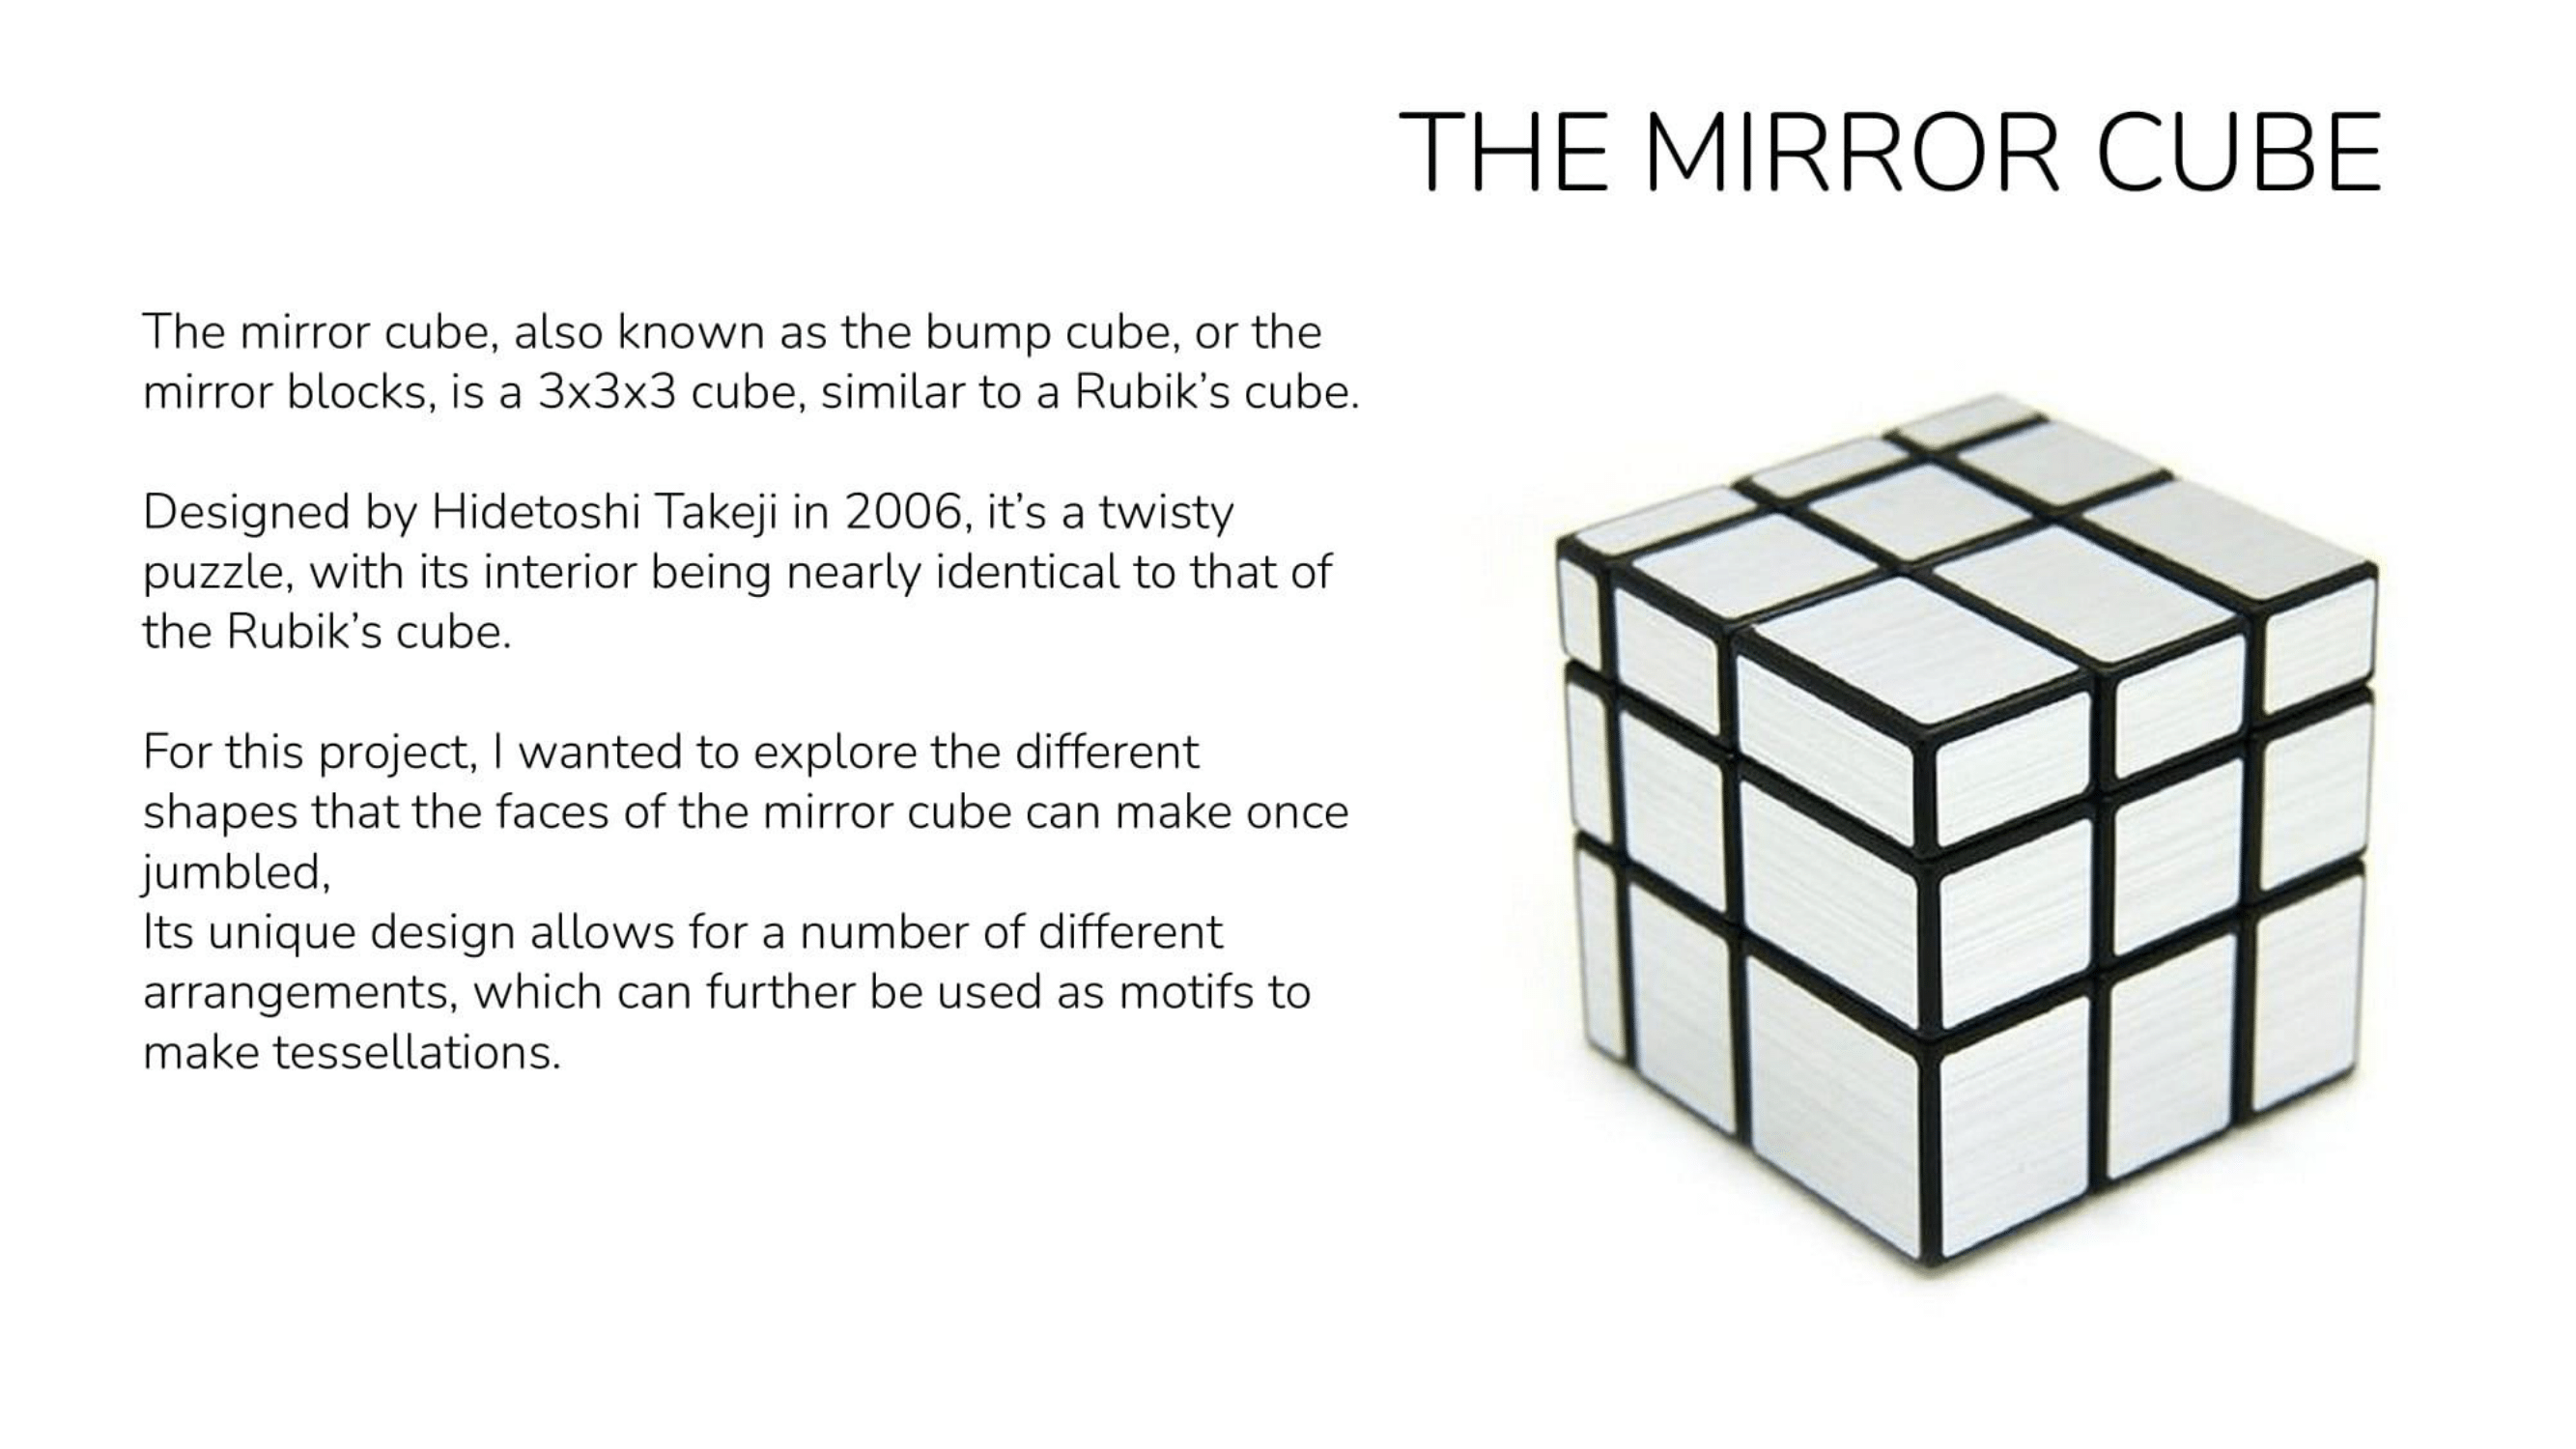 THE MIRROR CUBE
The mirror cube, also known as the bump cube, or the
mirror blocks, is a 3x3x3 cube, similar to a Rubik’s cube.
Designed by Hidetoshi Takeji in 2006, it’s a twisty
puzzle, with its interior being nearly identical to that of
the Rubik’s cube.
For this project, I wanted to explore the different
shapes that the faces of the mirror cube can make once
jumbled,
Its unique design allows for a number of different
arrangements, which can further be used as motifs to
make tessellations.